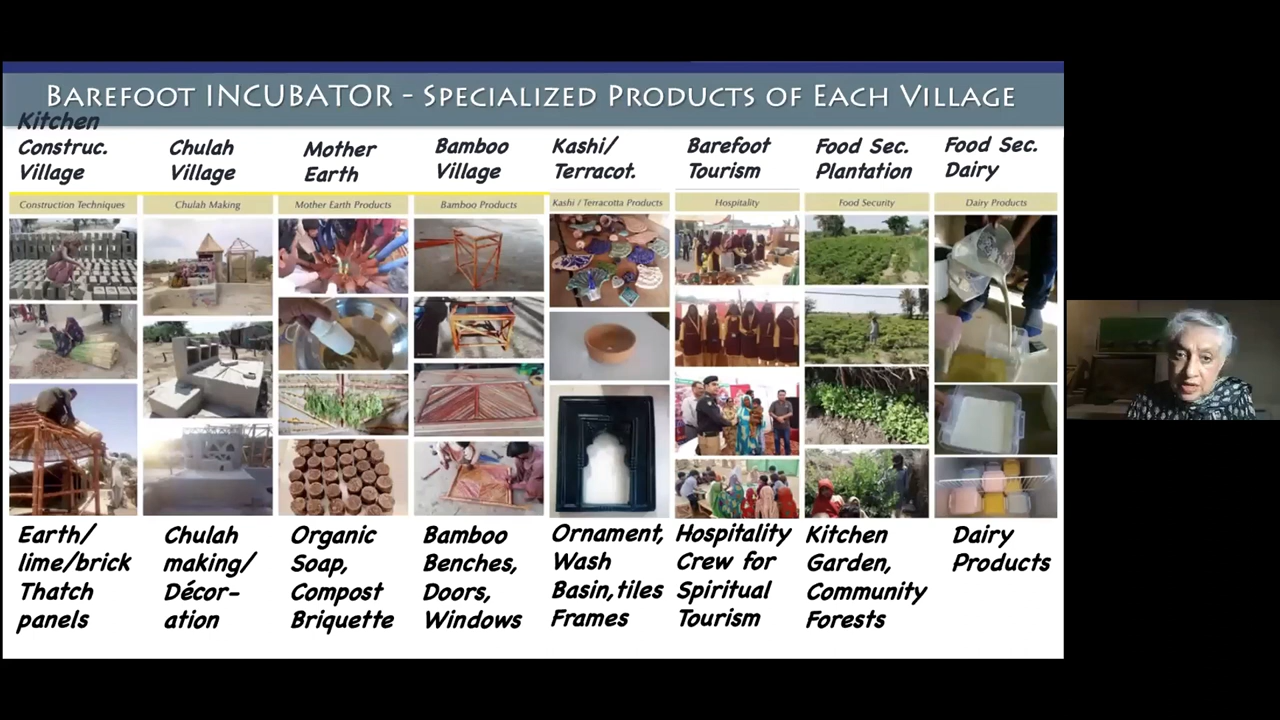 BAREFOOT INCUBATOR - SPECIALIZED PRODUCTS OF EACH VILLAGE
Kitchen
Construc.
Village
Chulah
Village
Mother
Earth
Bamboo
Village
Kashi/
Terracot.
Barefoot
Tourism
Food Sec.
Plantation
Food Sec.
Dairy
Construction Techniques
Chulah Making
Mother Earth Products
Bamboo Products
Kashi / Terracotta Products
Hospitality
Food Security
Dairy Products
Earth/
lime/brick
Thatch
panels
Chulah
making/
Décor-
ation
Organic
Soap,
Compost
Briquette
Bamboo
Benches,
Doors,
Windows
Ornament,
Wash
Basin,tiles
Frames
Hospitality
Crew for
Spiritual
Tourism
Kitchen
Garden,
Community
Forests
Dairy
Products